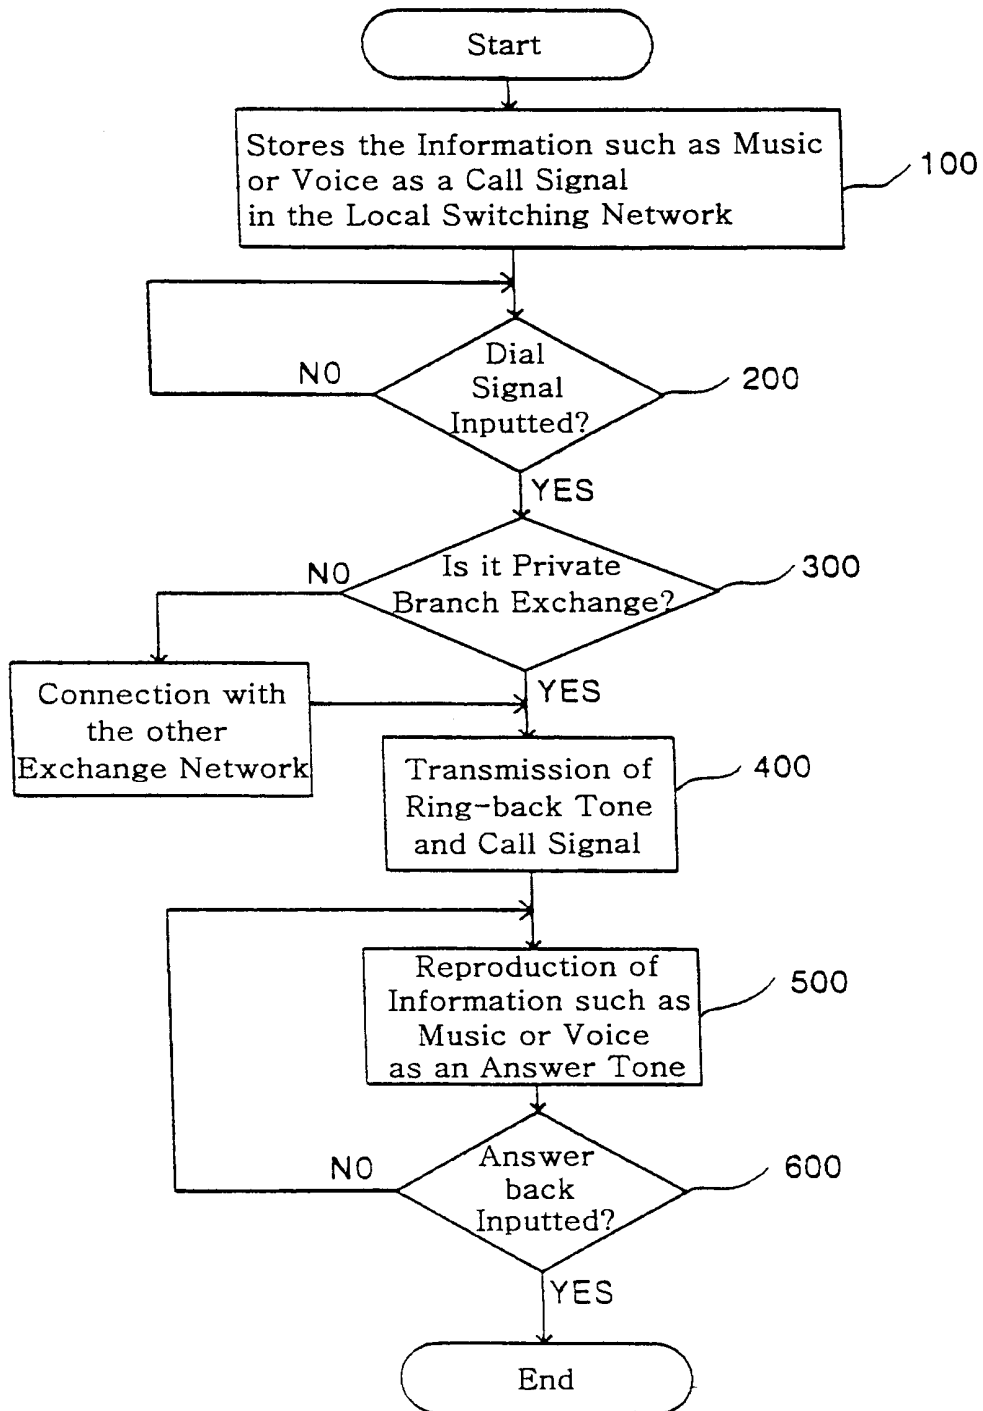 Start
Stores the Information such as Music
or Voice as a Call Signal
in the Local Switching Network
100
Dial
Signal
Inputted?
200
NO
YES
Is it Private
Branch Exchange?
300
NO
YES
Connection with
the other
Exchange Network
Transmission of
Ring-back Tone
and Call Signal
400
Reproduction of
Information such as
Music or Voice
as an Answer Tone
500
Answer
back
Inputted?
600
NO
YES
End